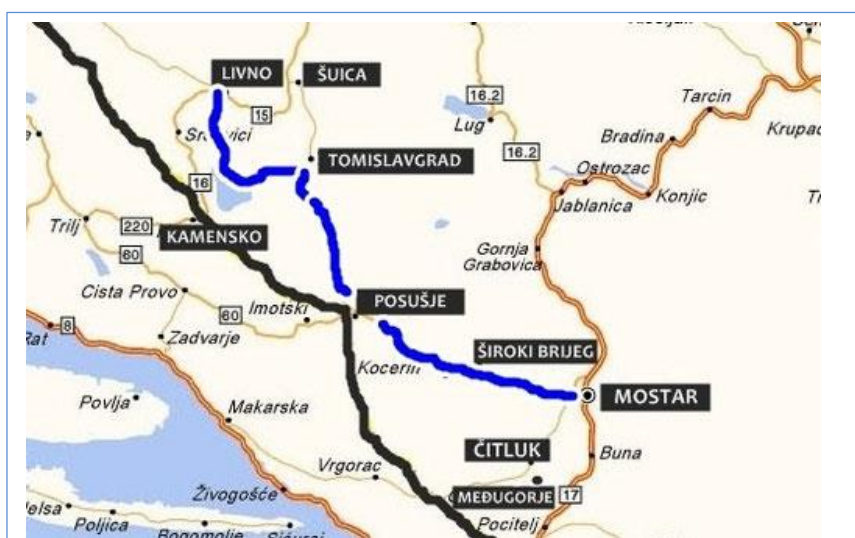 LIVNO
ŠUICA
15
16.2
Lug
Tarcin
Bradina
16.2
Krupac
TOMISLAVGRAD
Ostrozac
16
Jablanica
Konjic
Trilj
220
KAMENSKO
60
Gornja
Grabovica
Cista Provo
60
Imotski
POSUŠJE
8
Zadvarje
ŠIROKI BRIJEG
Povlja
Makarska
MOSTAR
ČITLUK
Buna
Vrgorac
Živogošće
MEĐUGORJE
17
Pocitelj
Poljica
Bogomolje